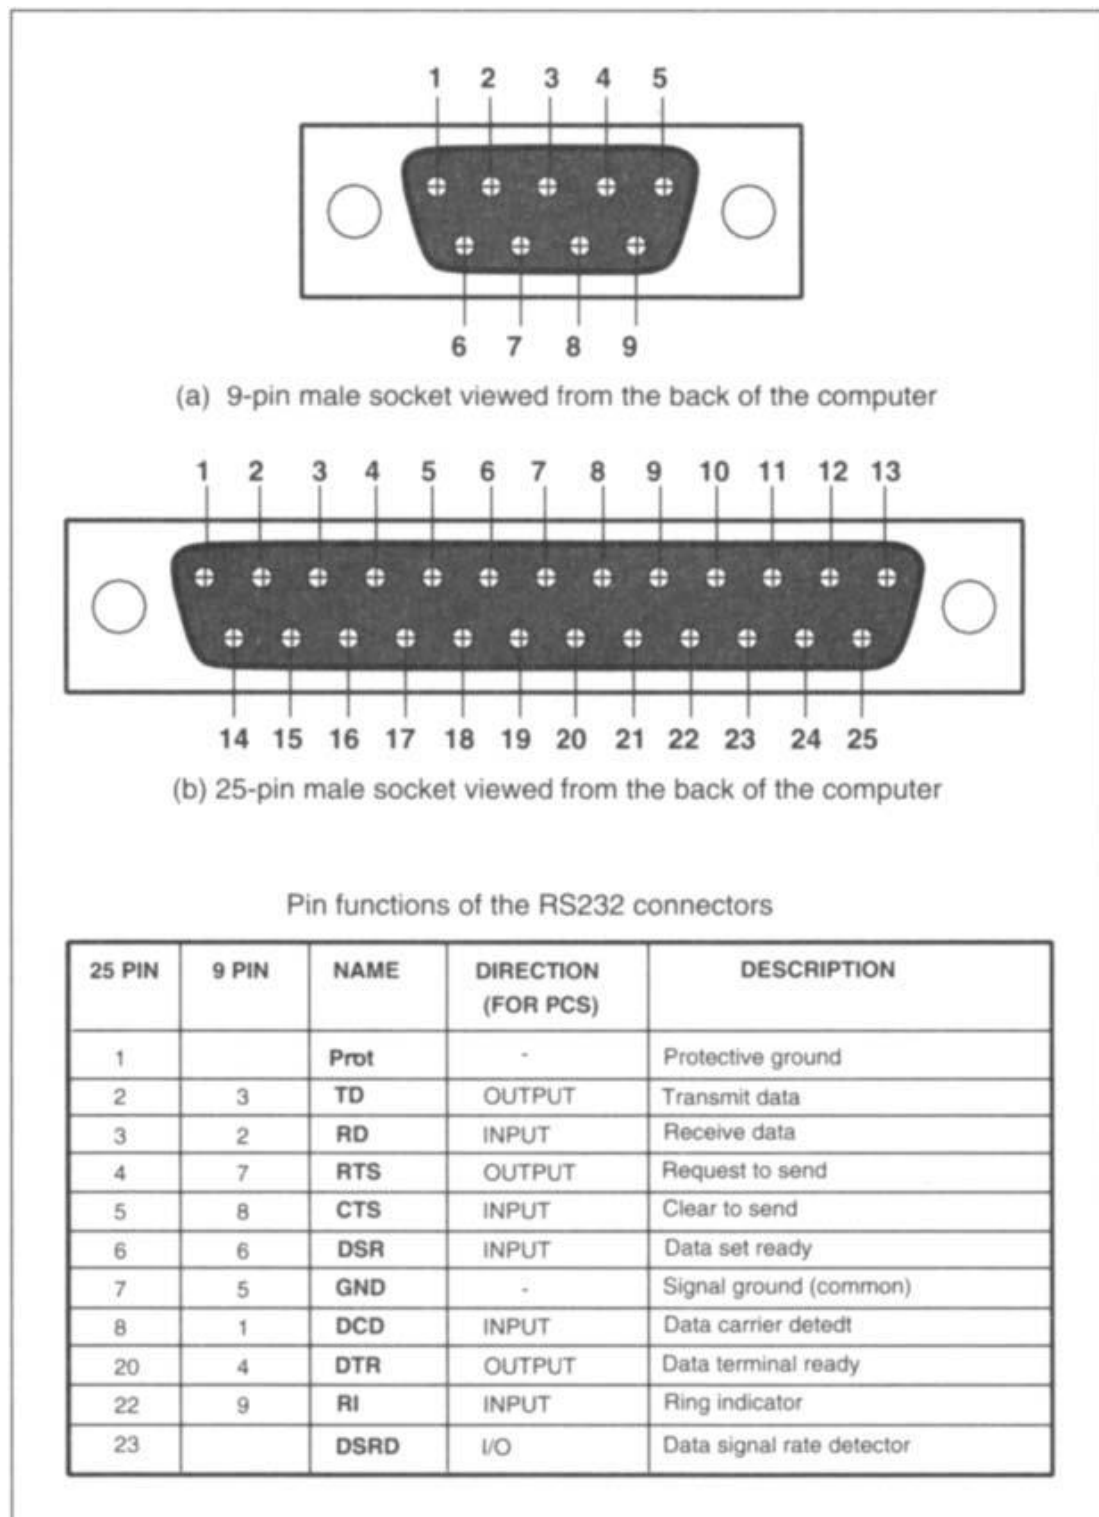 1 2 3 4 5
6 7 8 9
(a) 9-pin male socket viewed from the back of the computer
1 2 3 4 5 6 7 8 9 10 11 12 13
14 15 16 17 18 19 20 21 22 23 24 25
(b) 25-pin male socket viewed from the back of the computer
Pin functions of the RS232 connectors
25 PIN 9 PIN NAME DIRECTION (FOR PCS) DESCRIPTION
1 Prot - Protective ground
2 3 TD OUTPUT Transmit data
3 2 RD INPUT Receive data
4 7 RTS OUTPUT Request to send
5 8 CTS INPUT Clear to send
6 6 DSR INPUT Data set ready
7 5 GND - Signal ground (common)
8 1 DCD INPUT Data carrier detedt
20 4 DTR OUTPUT Data terminal ready
22 9 RI INPUT Ring indicator
23 DSRD I/O Data signal rate detector